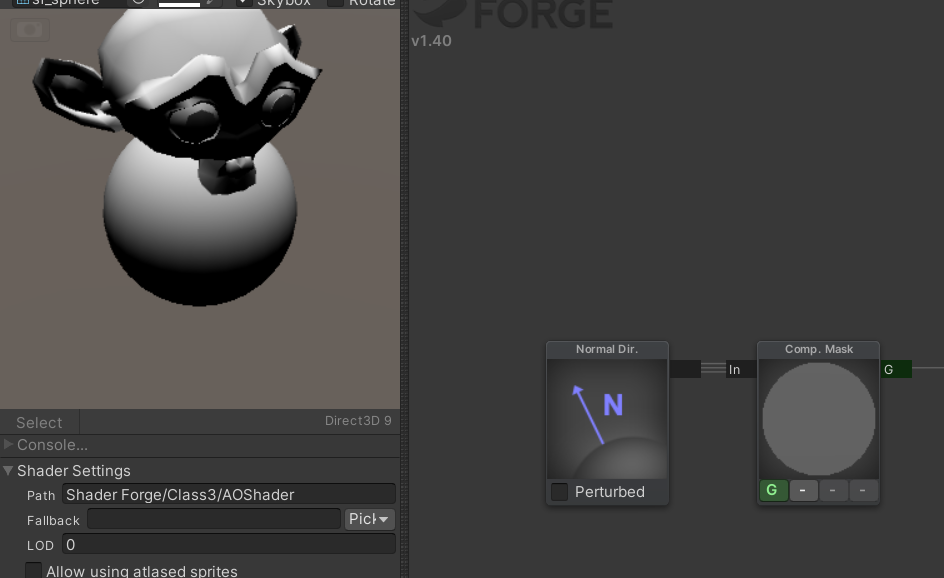 sf_sphere
Skybox
Rotate
FORGE
v1.40
Normal Dir.
Comp. Mask
In
G
N
Perturbed
G - - -
Select
Direct3D 9
Console...
Shader Settings
Path Shader Forge/Class3/AOShader
Fallback
Pick
LOD 0
Allow using atlased sprites